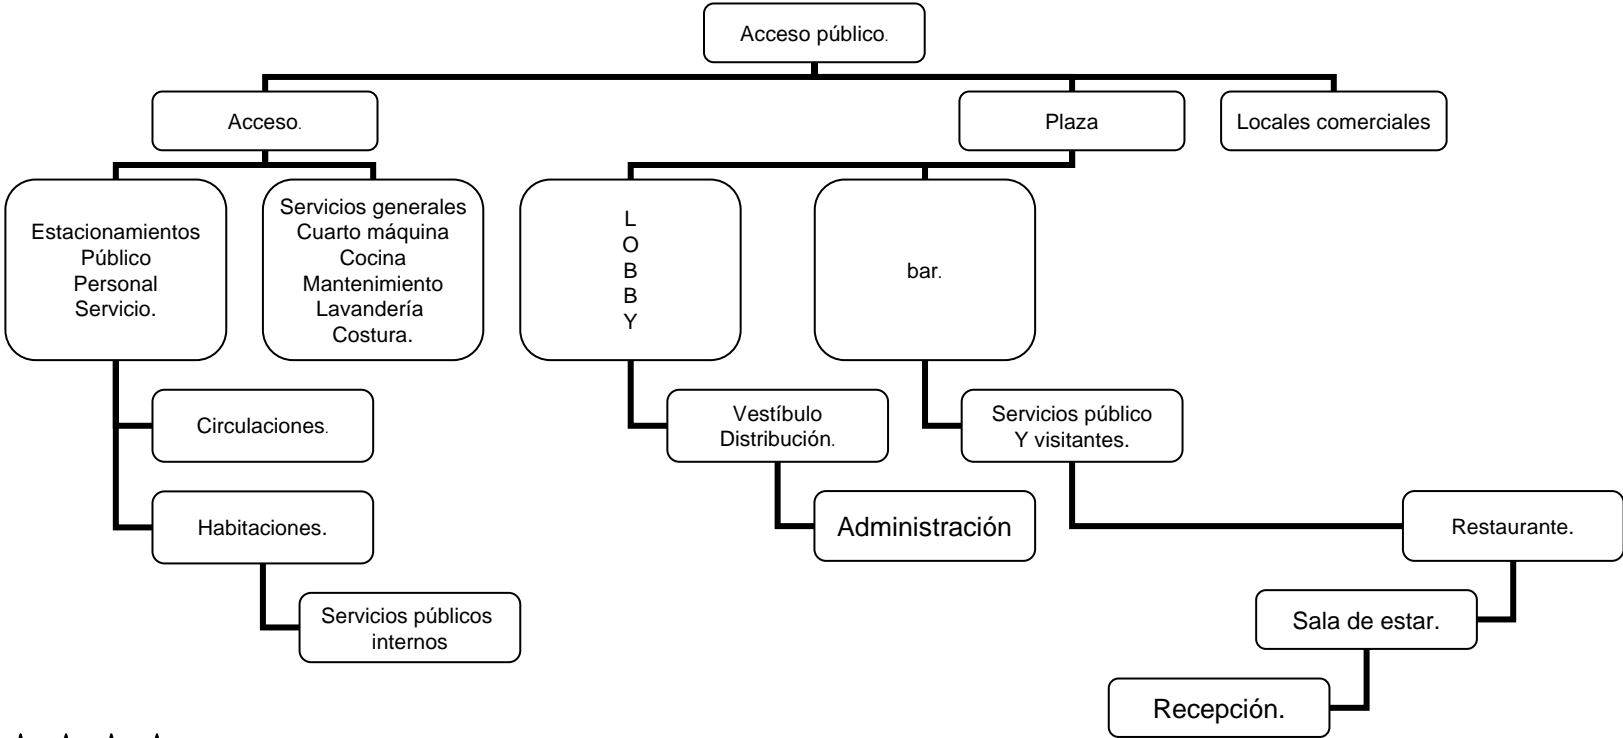 Acceso público.
Acceso.
Plaza
Locales comerciales
Estacionamientos
Público
Personal
Servicio.
Servicios generales
Cuarto máquina
Cocina
Mantenimiento
Lavandería
Costura.
L
O
B
B
Y
bar.
Circulaciones.
Vestíbulo
Distribución.
Servicios público
Y visitantes.
Habitaciones.
Administración
Restaurante.
Servicios públicos
internos
Sala de estar.
Recepción.